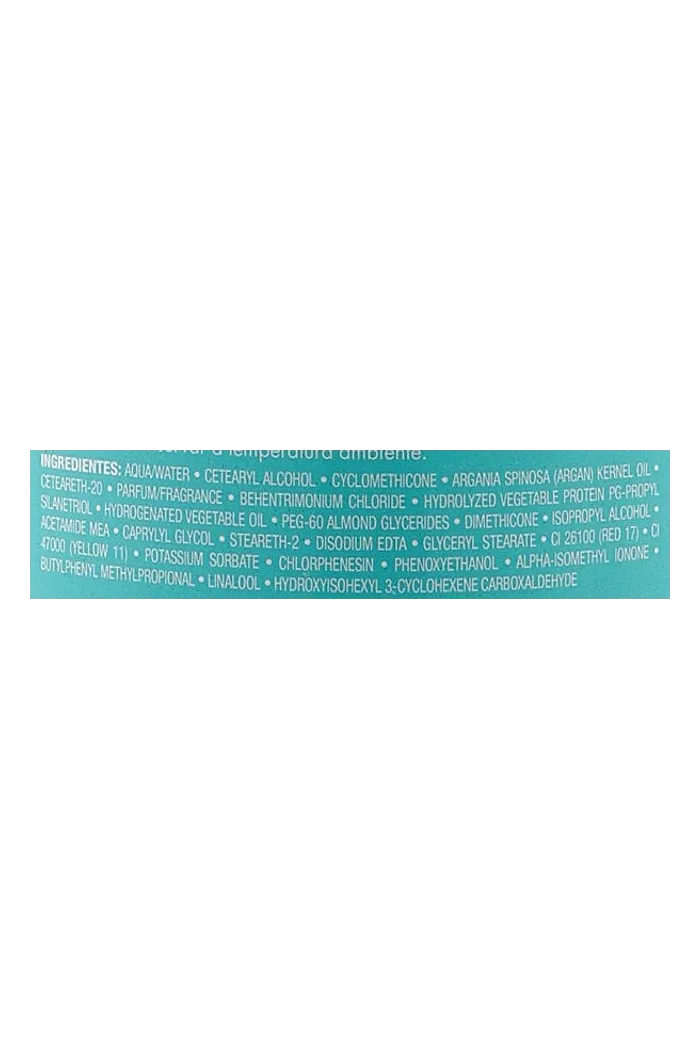 a temperatura ambiente.
INGREDIENTES: AQUA/WATER • CETEARYL ALCOHOL • CYCLOMETHICONE • ARGANIA SPINOSA (ARGAN) KERNEL OIL •
CETEARETH-20 • PARFUM/FRAGRANCE • BEHENTRIMONIUM CHLORIDE • HYDROLYZED VEGETABLE PROTEIN PG-PROPYL
SILANETRIOL • HYDROGENATED VEGETABLE OIL • PEG-60 ALMOND GLYCERIDES • DIMETHICONE • ISOPROPYL ALCOHOL •
ACETAMIDE MEA • CAPRYLYL GLYCOL • STEARETH-2 • DISODIUM EDTA • GLYCERYL STEARATE • CI 26100 (RED 17) • CI
47000 (YELLOW 11) • POTASSIUM SORBATE • CHLORPHENESIN • PHENOXYETHANOL • ALPHA-ISOMETHYL IONONE •
BUTYLPHENYL METHYLPROPIONAL • LINALOOL • HYDROXYISOHEXYL 3-CYCLOHEXENE CARBOXALDEHYDE